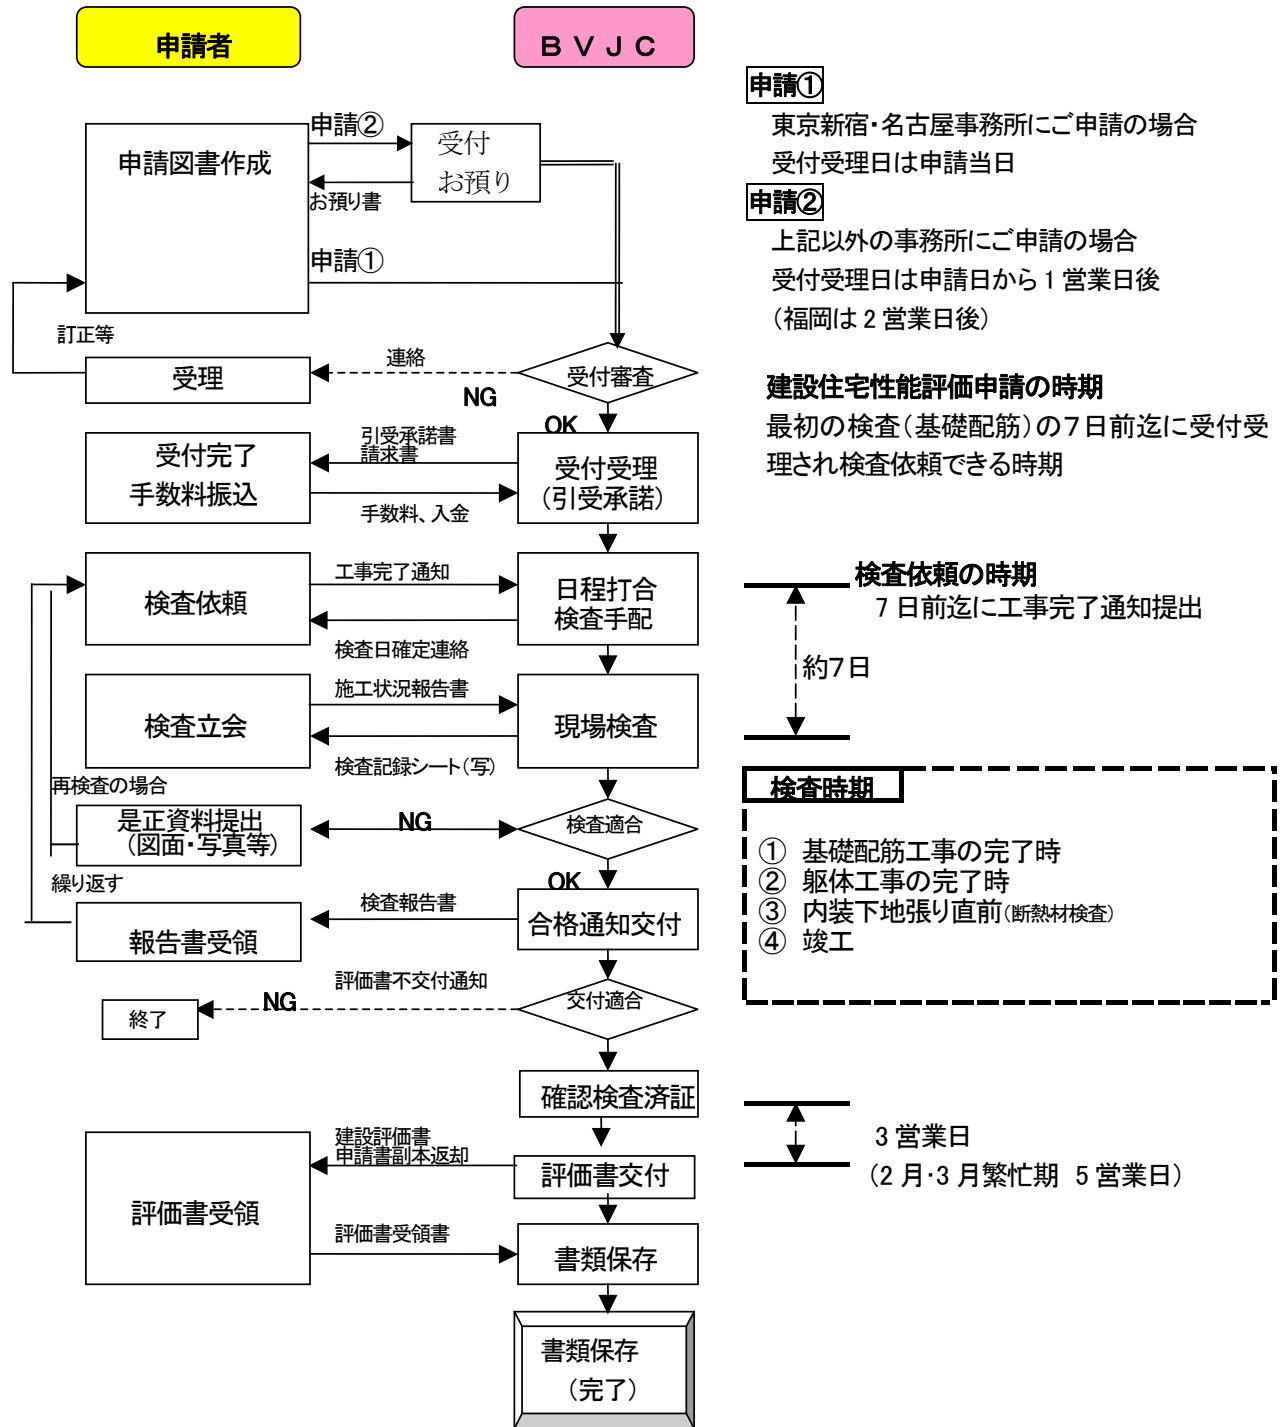 申請者
ＢＶＪＣ
申請①
東京新宿・名古屋事務所にご申請の場合
受付受理日は申請当日
申請②
上記以外の事務所にご申請の場合
受付受理日は申請日から1営業日後
（福岡は2営業日後）
申請図書作成
申請②
受付
お預り
お預り書
申請①
訂正等
受理
連絡
NG
受付審査
OK
建設住宅性能評価申請の時期
最初の検査（基礎配筋）の７日前迄に受付受
理され検査依頼できる時期
受付完了
手数料振込
引受承諾書
請求書
手数料、入金
受付受理
（引受承諾）
検査依頼
工事完了通知
検査日確定連絡
日程打合
検査手配
検査依頼の時期
7日前迄に工事完了通知提出
約７日
検査立会
施工状況報告書
検査記録シート（写）
現場検査
再検査の場合
是正資料提出
（図面・写真等）
NG
検査適合
OK
検査時期
① 基礎配筋工事の完了時
② 躯体工事の完了時
③ 内装下地張り直前（断熱材検査）
④ 竣工
繰り返す
報告書受領
検査報告書
合格通知交付
評価書不交付通知
NG
終了
交付適合
確認検査済証
建設評価書
申請書副本返却
評価書交付
3営業日
（2月・3月繁忙期 5営業日）
評価書受領
評価書受領書
書類保存
書類保存
（完了）